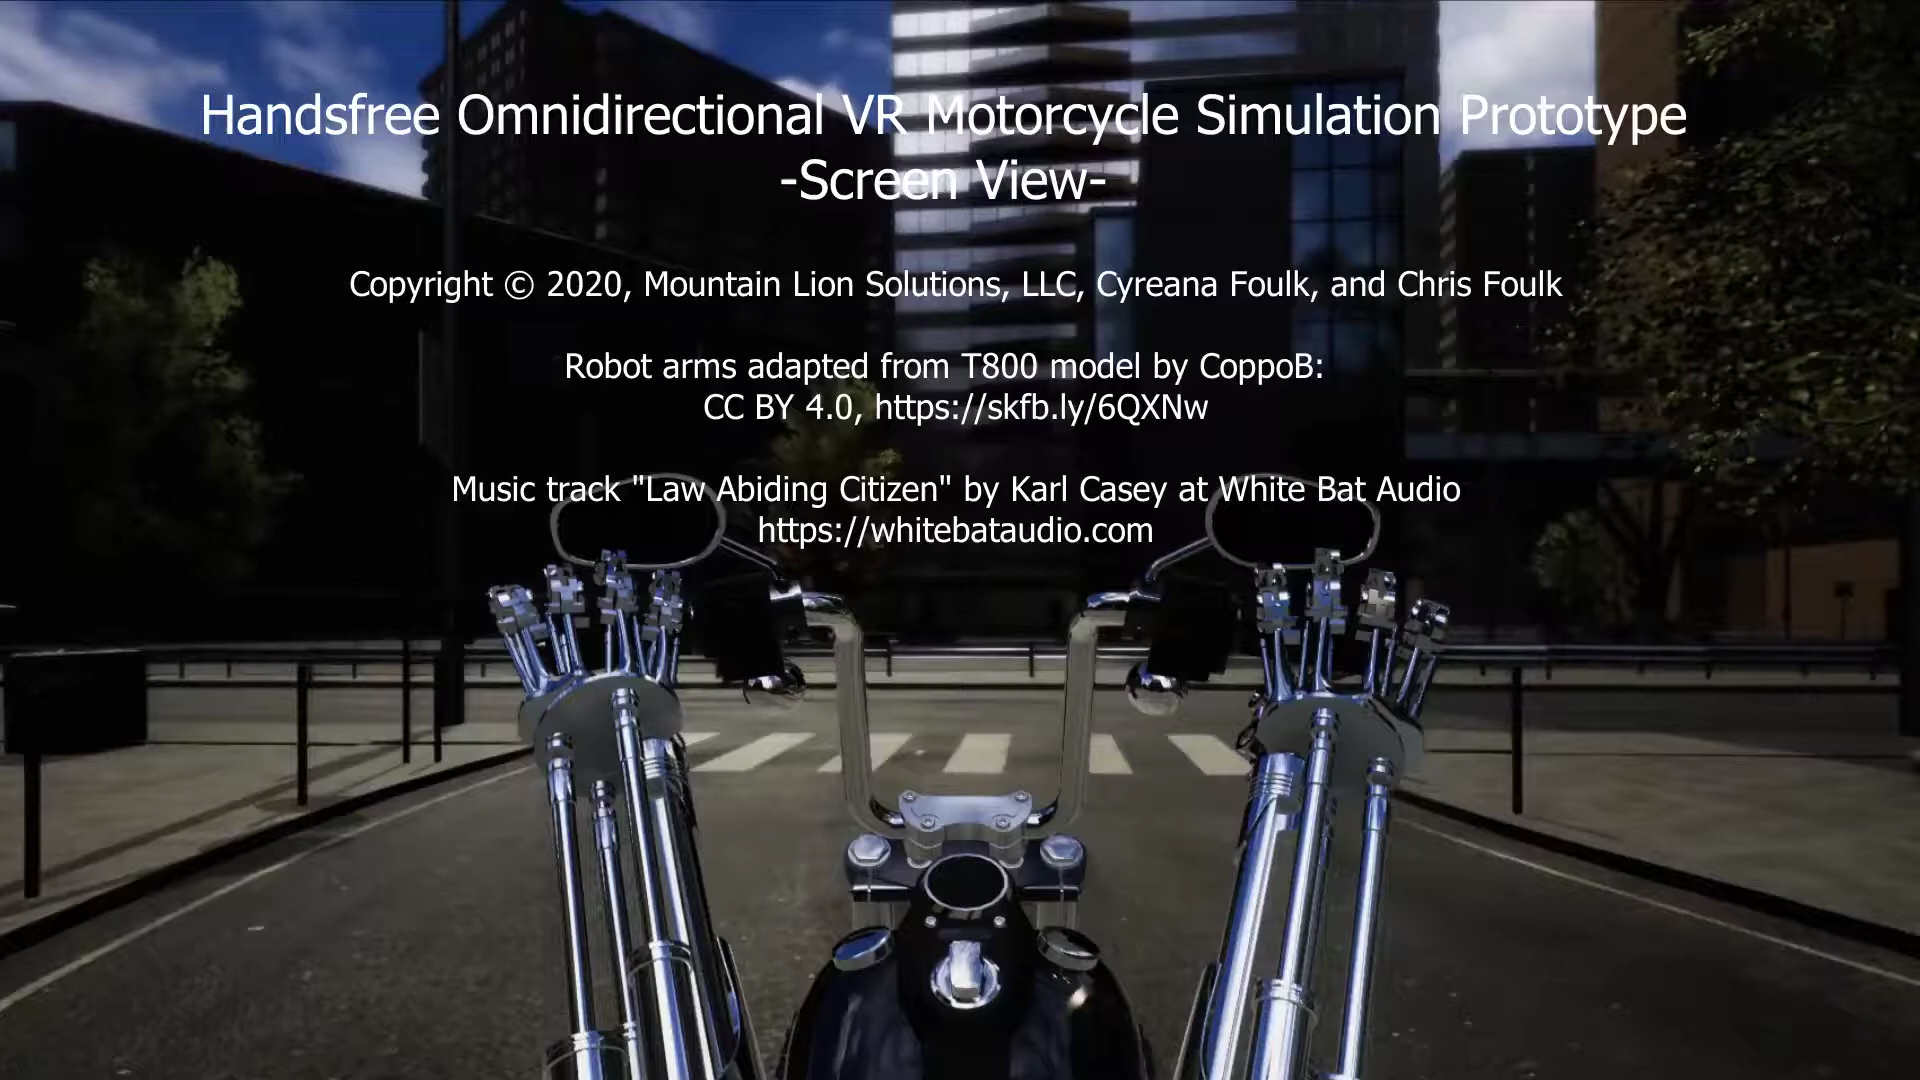 Handsfree Omnidirectional VR Motorcycle Simulation Prototype
-Screen View-
Copyright © 2020, Mountain Lion Solutions, LLC, Cyreana Foulk, and Chris Foulk
Robot arms adapted from T800 model by CoppoB:
CC BY 4.0, https://skfb.ly/6QXNw
Music track "Law Abiding Citizen" by Karl Casey at White Bat Audio
https://whitebataudio.com